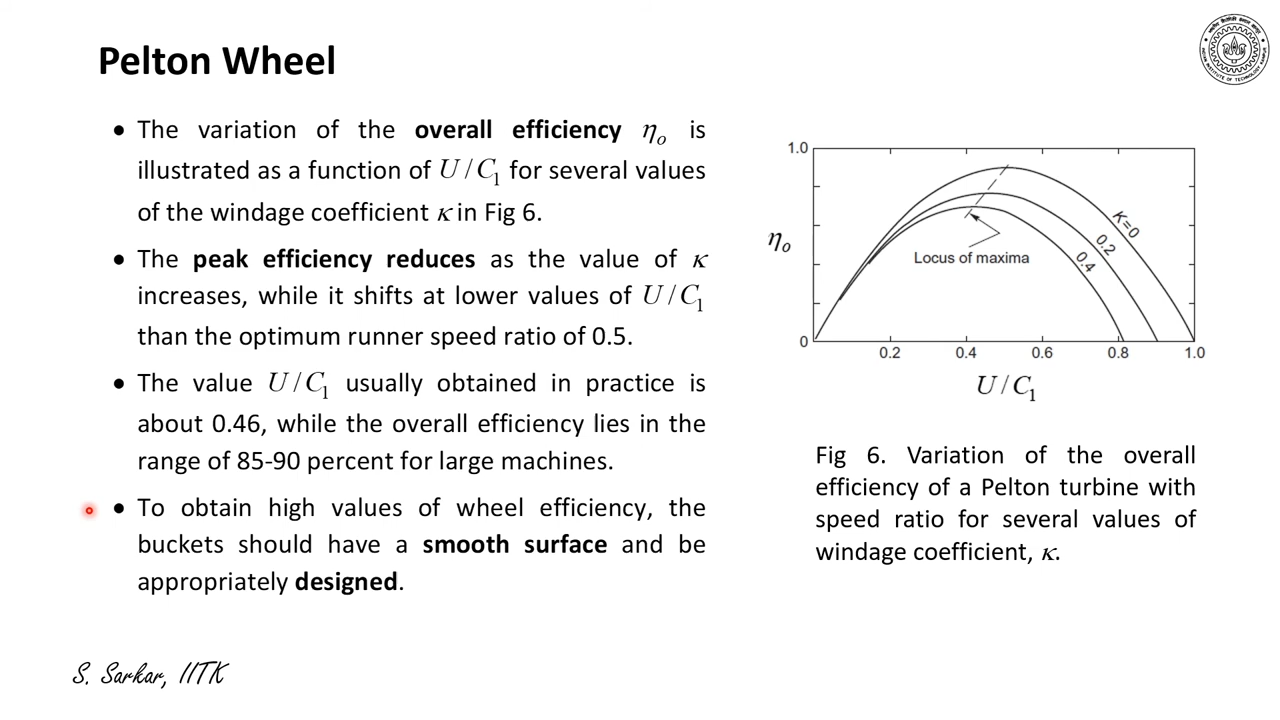 Pelton Wheel
• The variation of the overall efficiency ηₒ is
illustrated as a function of U/C₁ for several values
of the windage coefficient κ in Fig 6.
• The peak efficiency reduces as the value of κ
increases, while it shifts at lower values of U/C₁
than the optimum runner speed ratio of 0.5.
• The value U/C₁ usually obtained in practice is
about 0.46, while the overall efficiency lies in the
range of 85-90 percent for large machines.
• To obtain high values of wheel efficiency, the
buckets should have a smooth surface and be
appropriately designed.
S. Sarkar, IITK
1.0
ηₒ
0
K=0
0.2
0.4
Locus of maxima
0.2 0.4 0.6 0.8 1.0
U/C₁
Fig 6. Variation of the overall
efficiency of a Pelton turbine with
speed ratio for several values of
windage coefficient, κ.